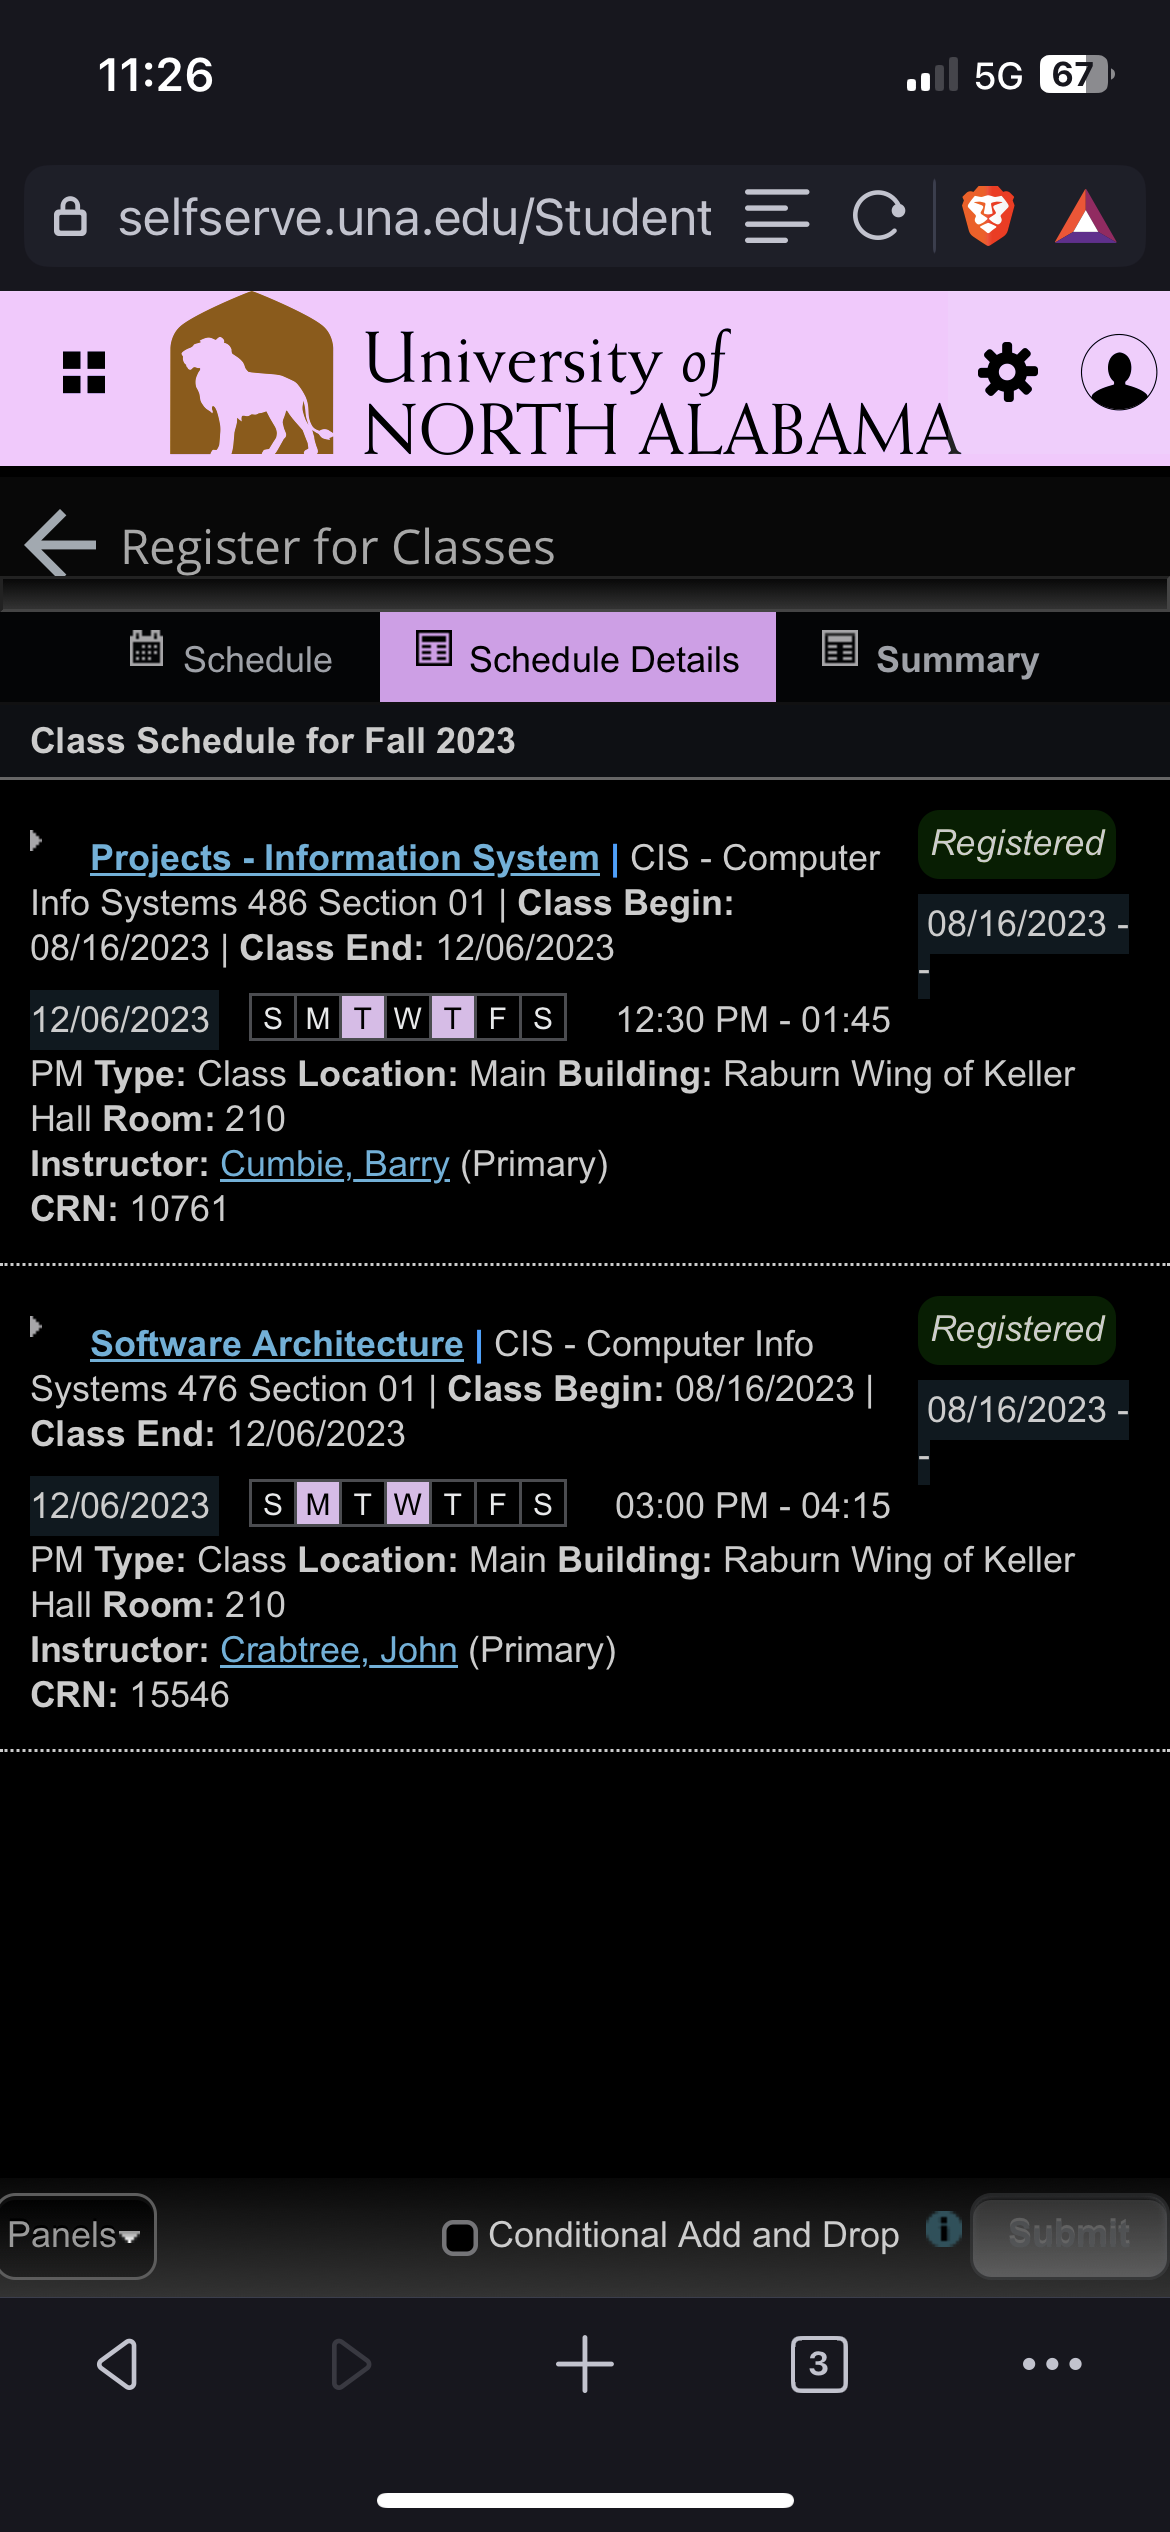 11:26
5G 67
selfserve.una.edu/Student
University of
NORTH ALABAMA
Register for Classes
Schedule
Schedule Details
Summary
Class Schedule for Fall 2023
Projects - Information System | CIS - Computer
Registered
Info Systems 486 Section 01 | Class Begin:
08/16/2023 | Class End: 12/06/2023
08/16/2023 -
-
12/06/2023 S M T W T F S 12:30 PM - 01:45
PM Type: Class Location: Main Building: Raburn Wing of Keller
Hall Room: 210
Instructor: Cumbie, Barry (Primary)
CRN: 10761
Software Architecture | CIS - Computer Info
Registered
Systems 476 Section 01 | Class Begin: 08/16/2023 |
Class End: 12/06/2023
08/16/2023 -
-
12/06/2023 S M T W T F S 03:00 PM - 04:15
PM Type: Class Location: Main Building: Raburn Wing of Keller
Hall Room: 210
Instructor: Crabtree, John (Primary)
CRN: 15546
Panels
Conditional Add and Drop
i
Submit
3